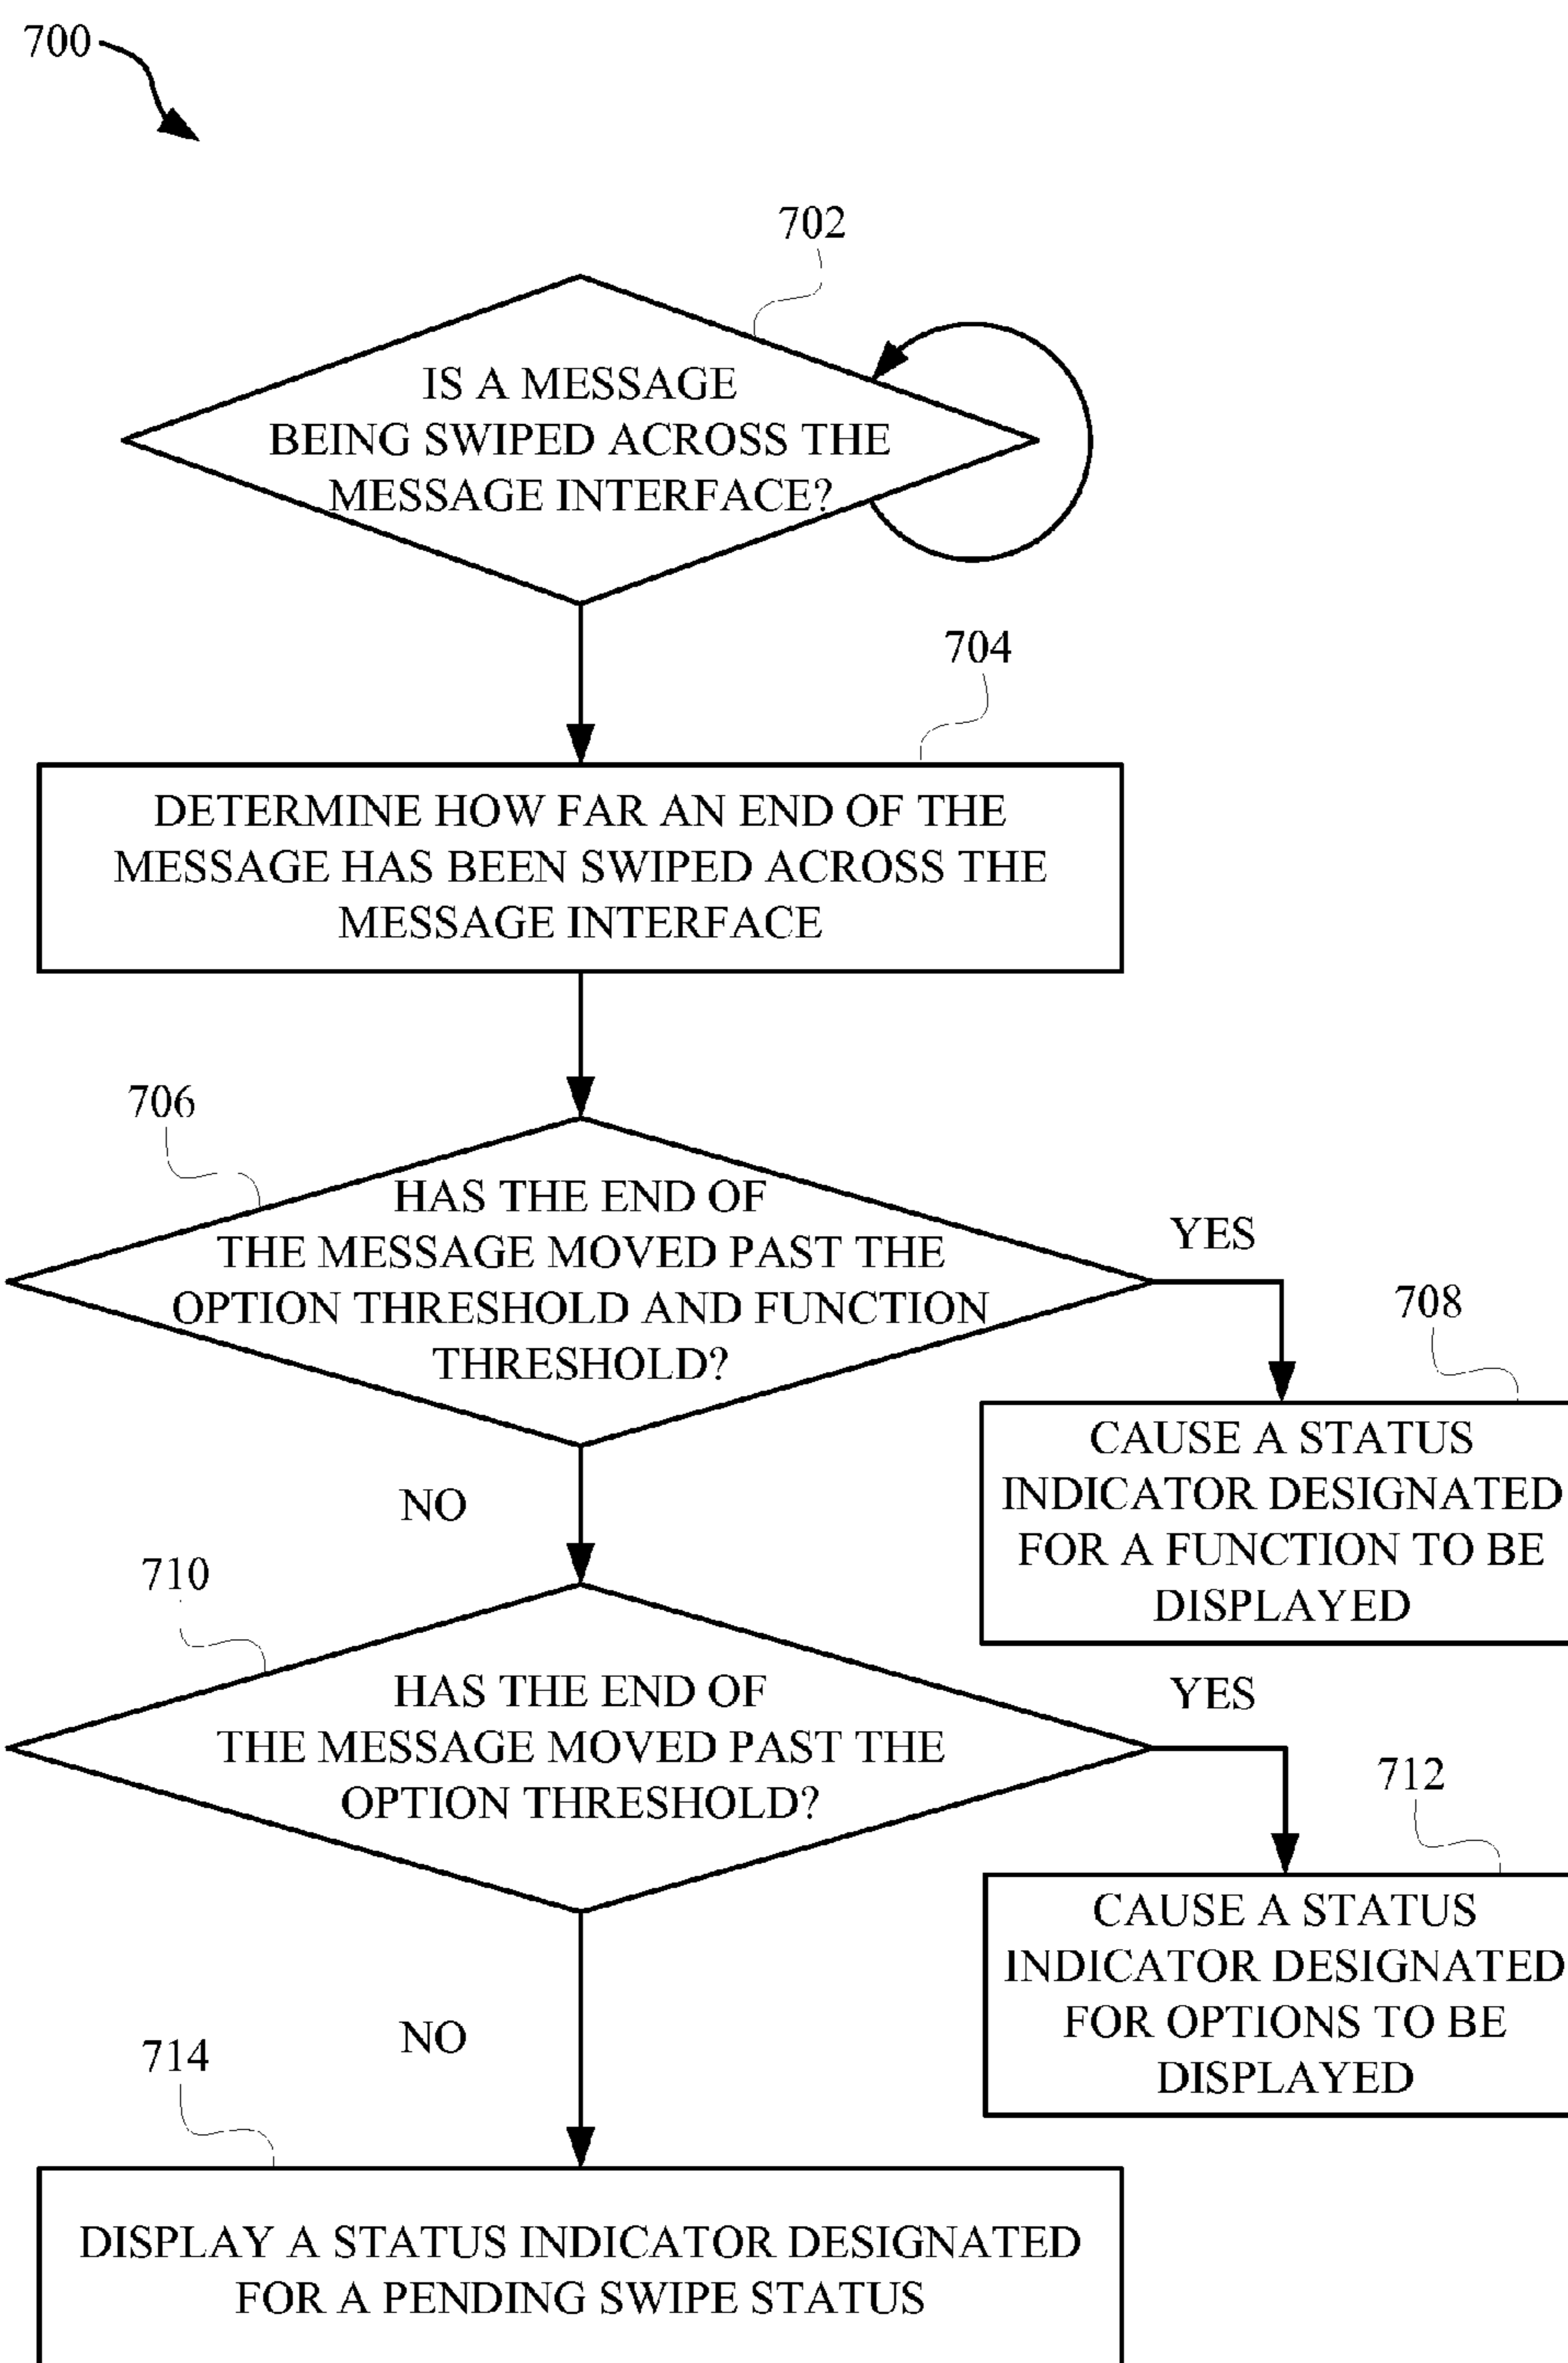 700
702
IS A MESSAGE
BEING SWIPED ACROSS THE
MESSAGE INTERFACE?
704
DETERMINE HOW FAR AN END OF THE
MESSAGE HAS BEEN SWIPED ACROSS THE
MESSAGE INTERFACE
706
HAS THE END OF
THE MESSAGE MOVED PAST THE
OPTION THRESHOLD AND FUNCTION
THRESHOLD?
YES
708
CAUSE A STATUS
INDICATOR DESIGNATED
FOR A FUNCTION TO BE
DISPLAYED
NO
710
HAS THE END OF
THE MESSAGE MOVED PAST THE
OPTION THRESHOLD?
YES
712
CAUSE A STATUS
INDICATOR DESIGNATED
FOR OPTIONS TO BE
DISPLAYED
NO
714
DISPLAY A STATUS INDICATOR DESIGNATED
FOR A PENDING SWIPE STATUS